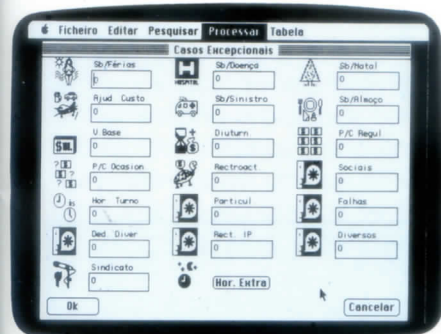 Ficheiro Editar Pesquisar Processar Tabela
Casos Excepcionais
Sb/Férias Sb/Doença Sb/Natal
0 0 0
HOSPITAL
Ajud Custo Sb/Sinistro Sb/Almoço
0 0 0
V Base Diuturn P/C Regul
0 0 0
P/C Ocasion Rectroact Sociais
0 0 0
Hor Turno Particul Falhas
0 0 0
Ded Diver Rect. IP Diversos
0 0 0
Sindicato Hor. Extra
0
Ok Cancelar